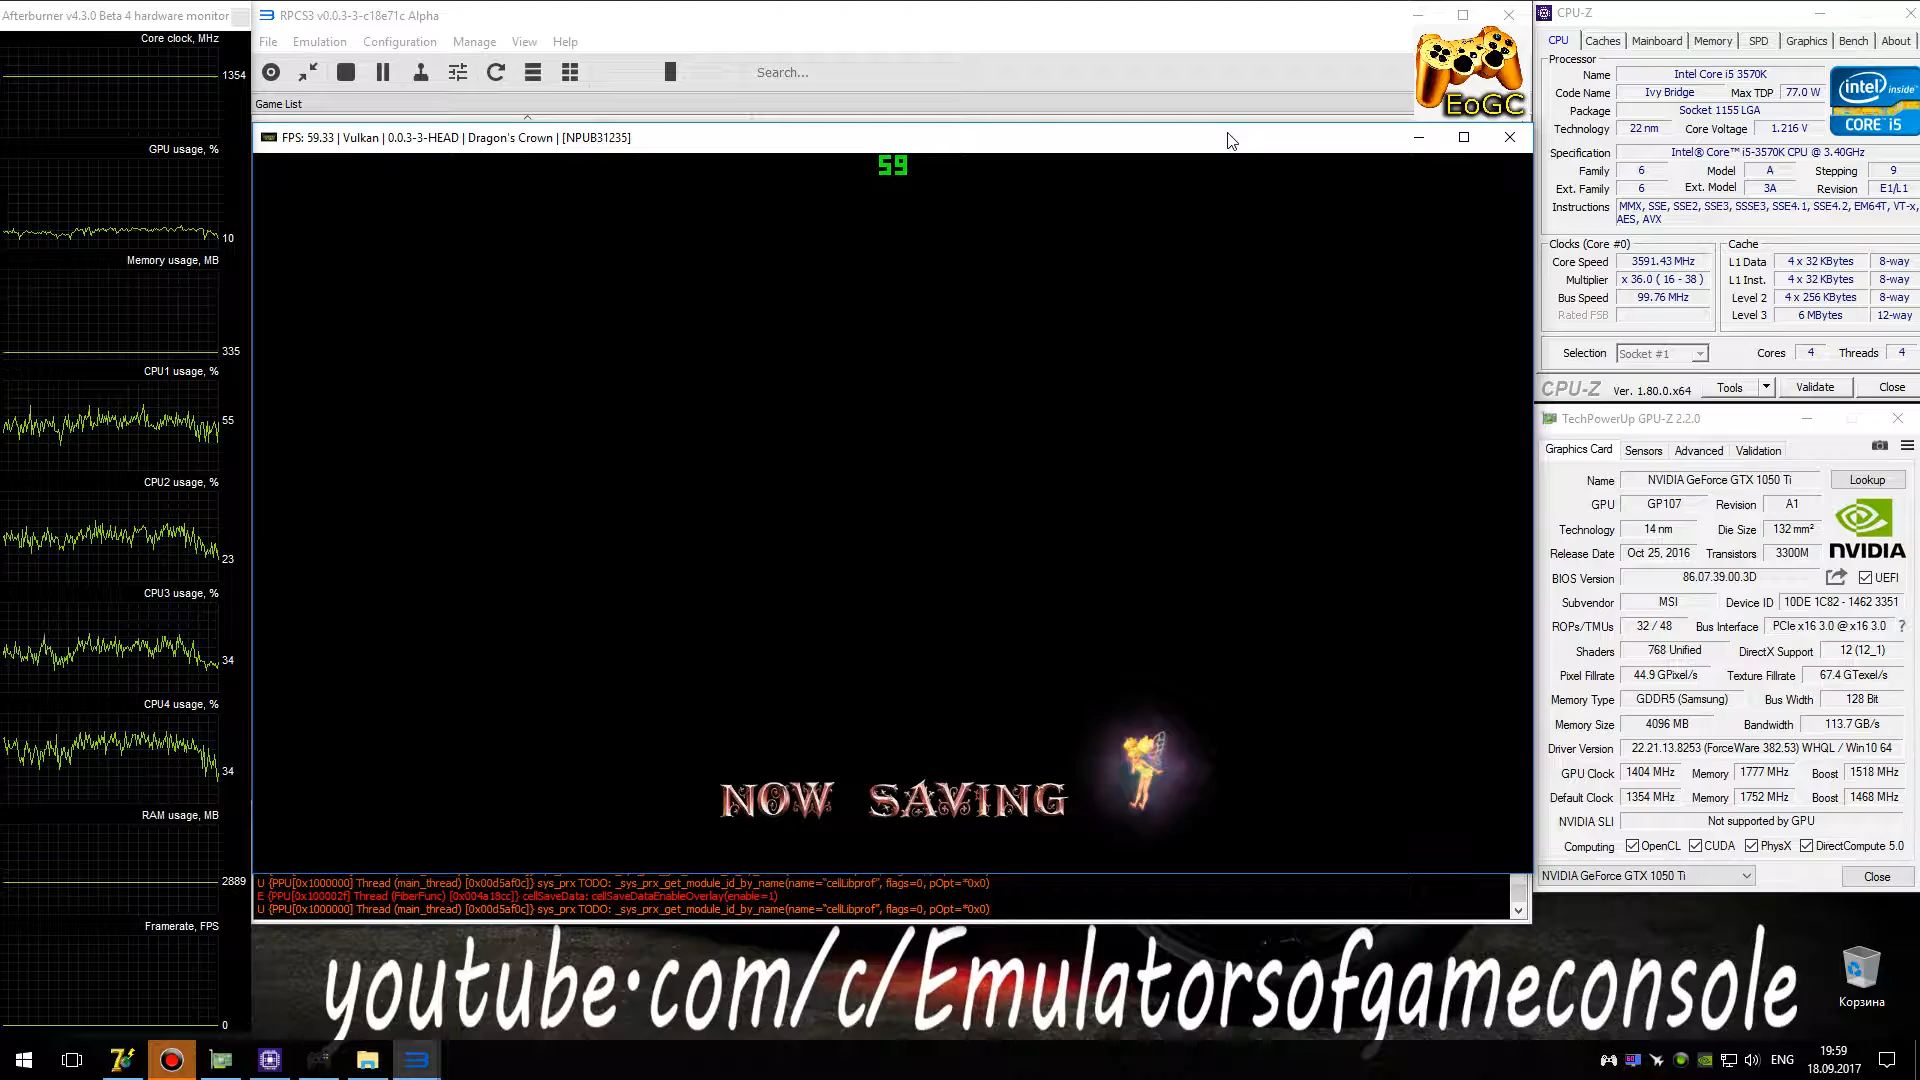 Afterburner v4.3.0 Beta 4 hardware monitor
Core clock, MHz
1354
GPU usage, %
10
Memory usage, MB
335
CPU1 usage, %
55
CPU2 usage, %
23
CPU3 usage, %
34
CPU4 usage, %
34
RAM usage, MB
2889
Framerate, FPS
0
RPCS3 v0.0.3-3-c18e71c Alpha
File Emulation Configuration Manage View Help
Search...
EoGC
Game List
FPS: 59.33 | Vulkan | 0.0.3-3-HEAD | Dragon's Crown | [NPUB31235]
59
NOW SAVING
U {PPU[0x1000000] Thread (main_thread) [0x00d5af0c]} sys_prx TODO: _sys_prx_get_module_id_by_name(name="cellLibprof", flags=0, pOpt=*0x0)
E {PPU[0x100002f] Thread (FiberFunc) [0x004a18cc]} cellSaveData: cellSaveDataEnableOverlay(enable=1)
U {PPU[0x1000000] Thread (main_thread) [0x00d5af0c]} sys_prx TODO: _sys_prx_get_module_id_by_name(name="cellLibprof", flags=0, pOpt=*0x0)
CPU-Z
CPU Caches Mainboard Memory SPD Graphics Bench About
Processor
Name Intel Core i5 3570K
Code Name Ivy Bridge Max TDP 77.0 W
Package Socket 1155 LGA
Technology 22 nm Core Voltage 1.216 V
intel inside™
CORE i5
Specification Intel® Core™ i5-3570K CPU @ 3.40GHz
Family 6 Model A Stepping 9
Ext. Family 6 Ext. Model 3A Revision E1/L1
Instructions MMX, SSE, SSE2, SSE3, SSSE3, SSE4.1, SSE4.2, EM64T, VT-x,
AES, AVX
Clocks (Core #0) Cache
Core Speed 3591.43 MHz L1 Data 4 x 32 KBytes 8-way
Multiplier x 36.0 ( 16 - 38 ) L1 Inst. 4 x 32 KBytes 8-way
Bus Speed 99.76 MHz Level 2 4 x 256 KBytes 8-way
Rated FSB Level 3 6 MBytes 12-way
Selection Socket #1 Cores 4 Threads 4
CPU-Z Ver. 1.80.0.x64 Tools Validate Close
TechPowerUp GPU-Z 2.2.0
Graphics Card Sensors Advanced Validation
Name NVIDIA GeForce GTX 1050 Ti Lookup
GPU GP107 Revision A1
Technology 14 nm Die Size 132 mm²
Release Date Oct 25, 2016 Transistors 3300M
NVIDIA
BIOS Version 86.07.39.00.3D UEFI
Subvendor MSI Device ID 10DE 1C82 - 1462 3351
ROPs/TMUs 32 / 48 Bus Interface PCIe x16 3.0 @ x16 3.0 ?
Shaders 768 Unified DirectX Support 12 (12_1)
Pixel Fillrate 44.9 GPixel/s Texture Fillrate 67.4 GTexel/s
Memory Type GDDR5 (Samsung) Bus Width 128 Bit
Memory Size 4096 MB Bandwidth 113.7 GB/s
Driver Version 22.21.13.8253 (ForceWare 382.53) WHQL / Win10 64
GPU Clock 1404 MHz Memory 1777 MHz Boost 1518 MHz
Default Clock 1354 MHz Memory 1752 MHz Boost 1468 MHz
NVIDIA SLI Not supported by GPU
Computing OpenCL CUDA PhysX DirectCompute 5.0
NVIDIA GeForce GTX 1050 Ti Close
youtube.com/c/Emulatorsofgameconsole
Корзина
ENG
19:59
18.09.2017